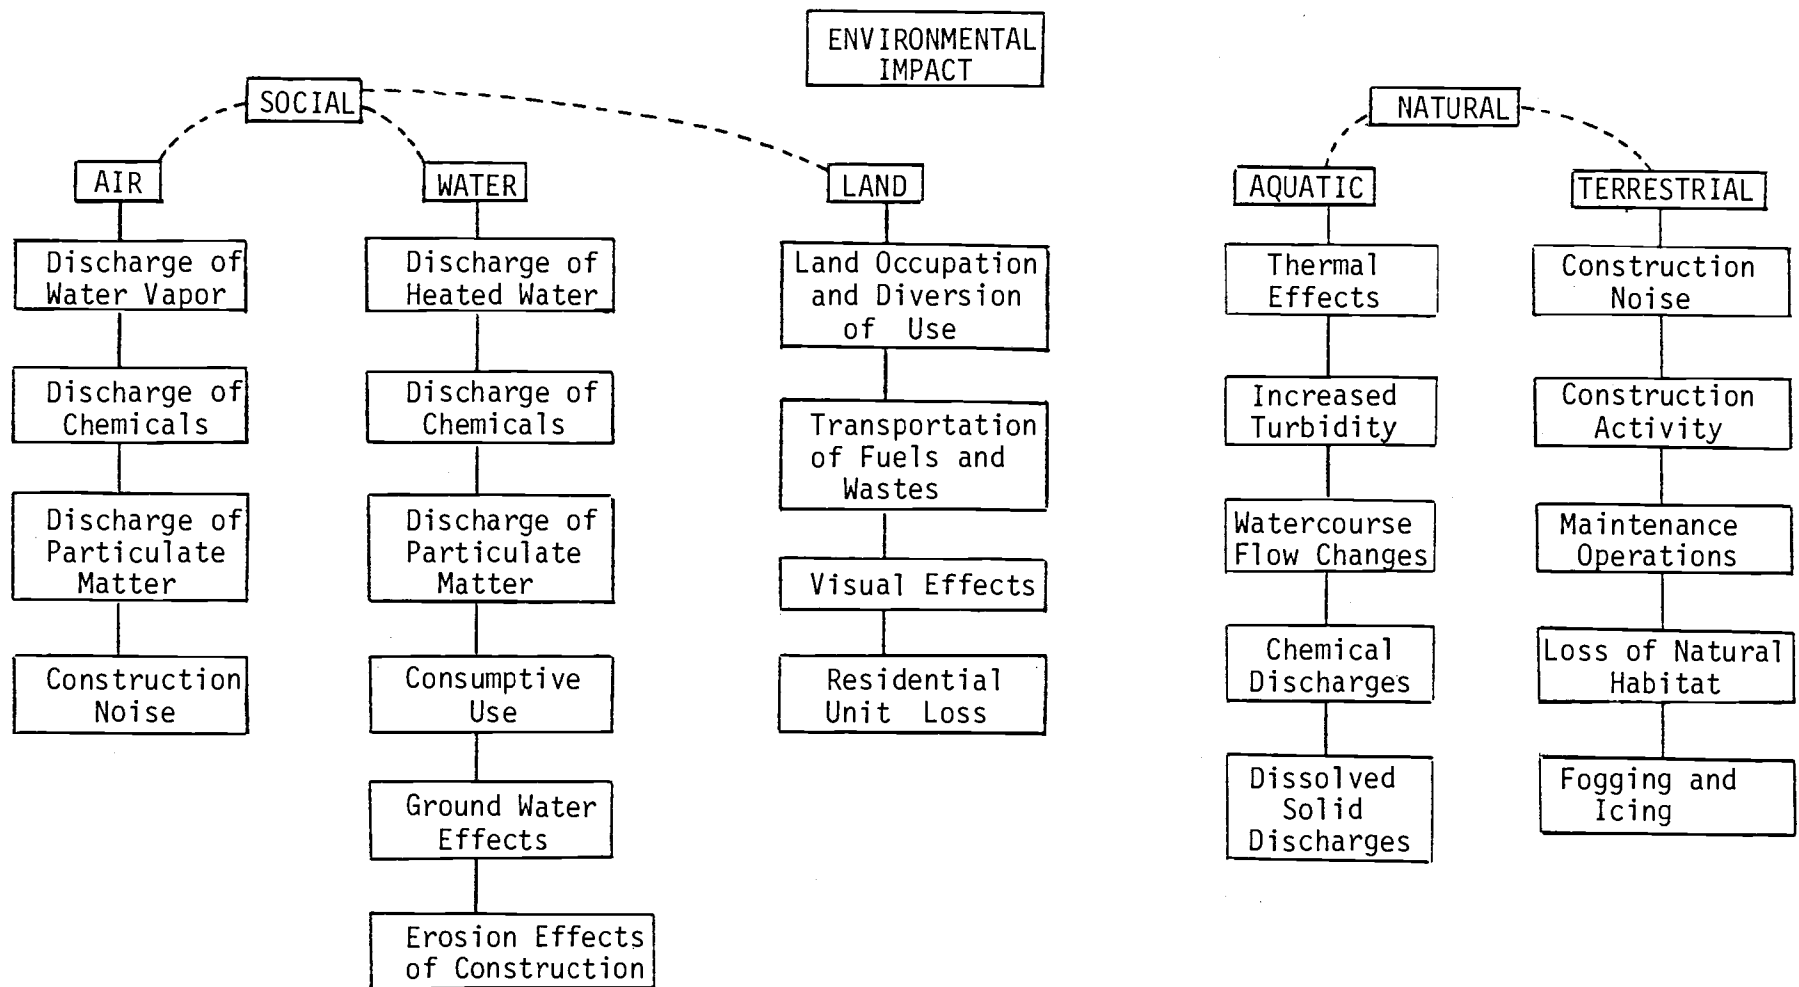 ENVIRONMENTAL
IMPACT
SOCIAL
AIR
Discharge of
Water Vapor
Discharge of
Chemicals
Discharge of
Particulate
Matter
Construction
Noise
WATER
Discharge of
Heated Water
Discharge of
Chemicals
Discharge of
Particulate
Matter
Consumptive
Use
Ground Water
Effects
Erosion Effects
of Construction
LAND
Land Occupation
and Diversion
of Use
Transportation
of Fuels and
Wastes
Visual Effects
Residential
Unit Loss
NATURAL
AQUATIC
Thermal
Effects
Increased
Turbidity
Watercourse
Flow Changes
Chemical
Discharges
Dissolved
Solid
Discharges
TERRESTRIAL
Construction
Noise
Construction
Activity
Maintenance
Operations
Loss of Natural
Habitat
Fogging and
Icing